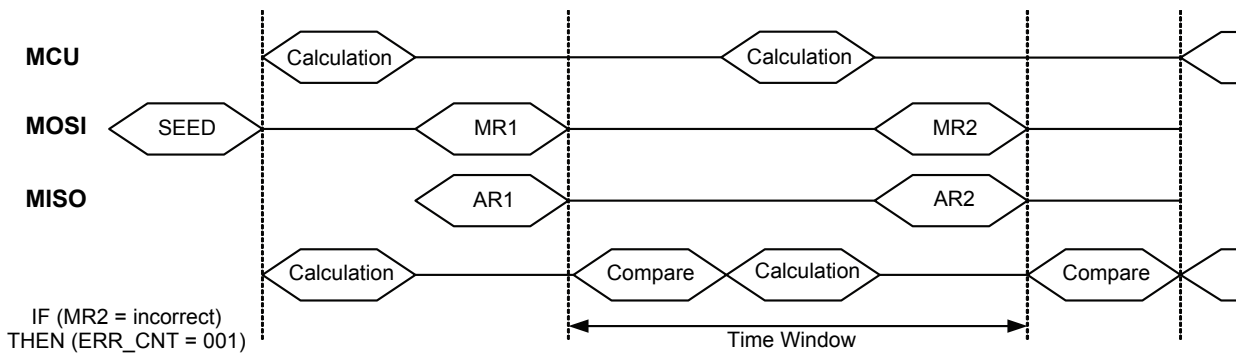 MCU
Calculation
Calculation
MOSI
SEED
MR1
MR2
MISO
AR1
AR2
Calculation
Compare
Calculation
Compare
IF (MR2 = incorrect)
THEN (ERR_CNT = 001)
Time Window